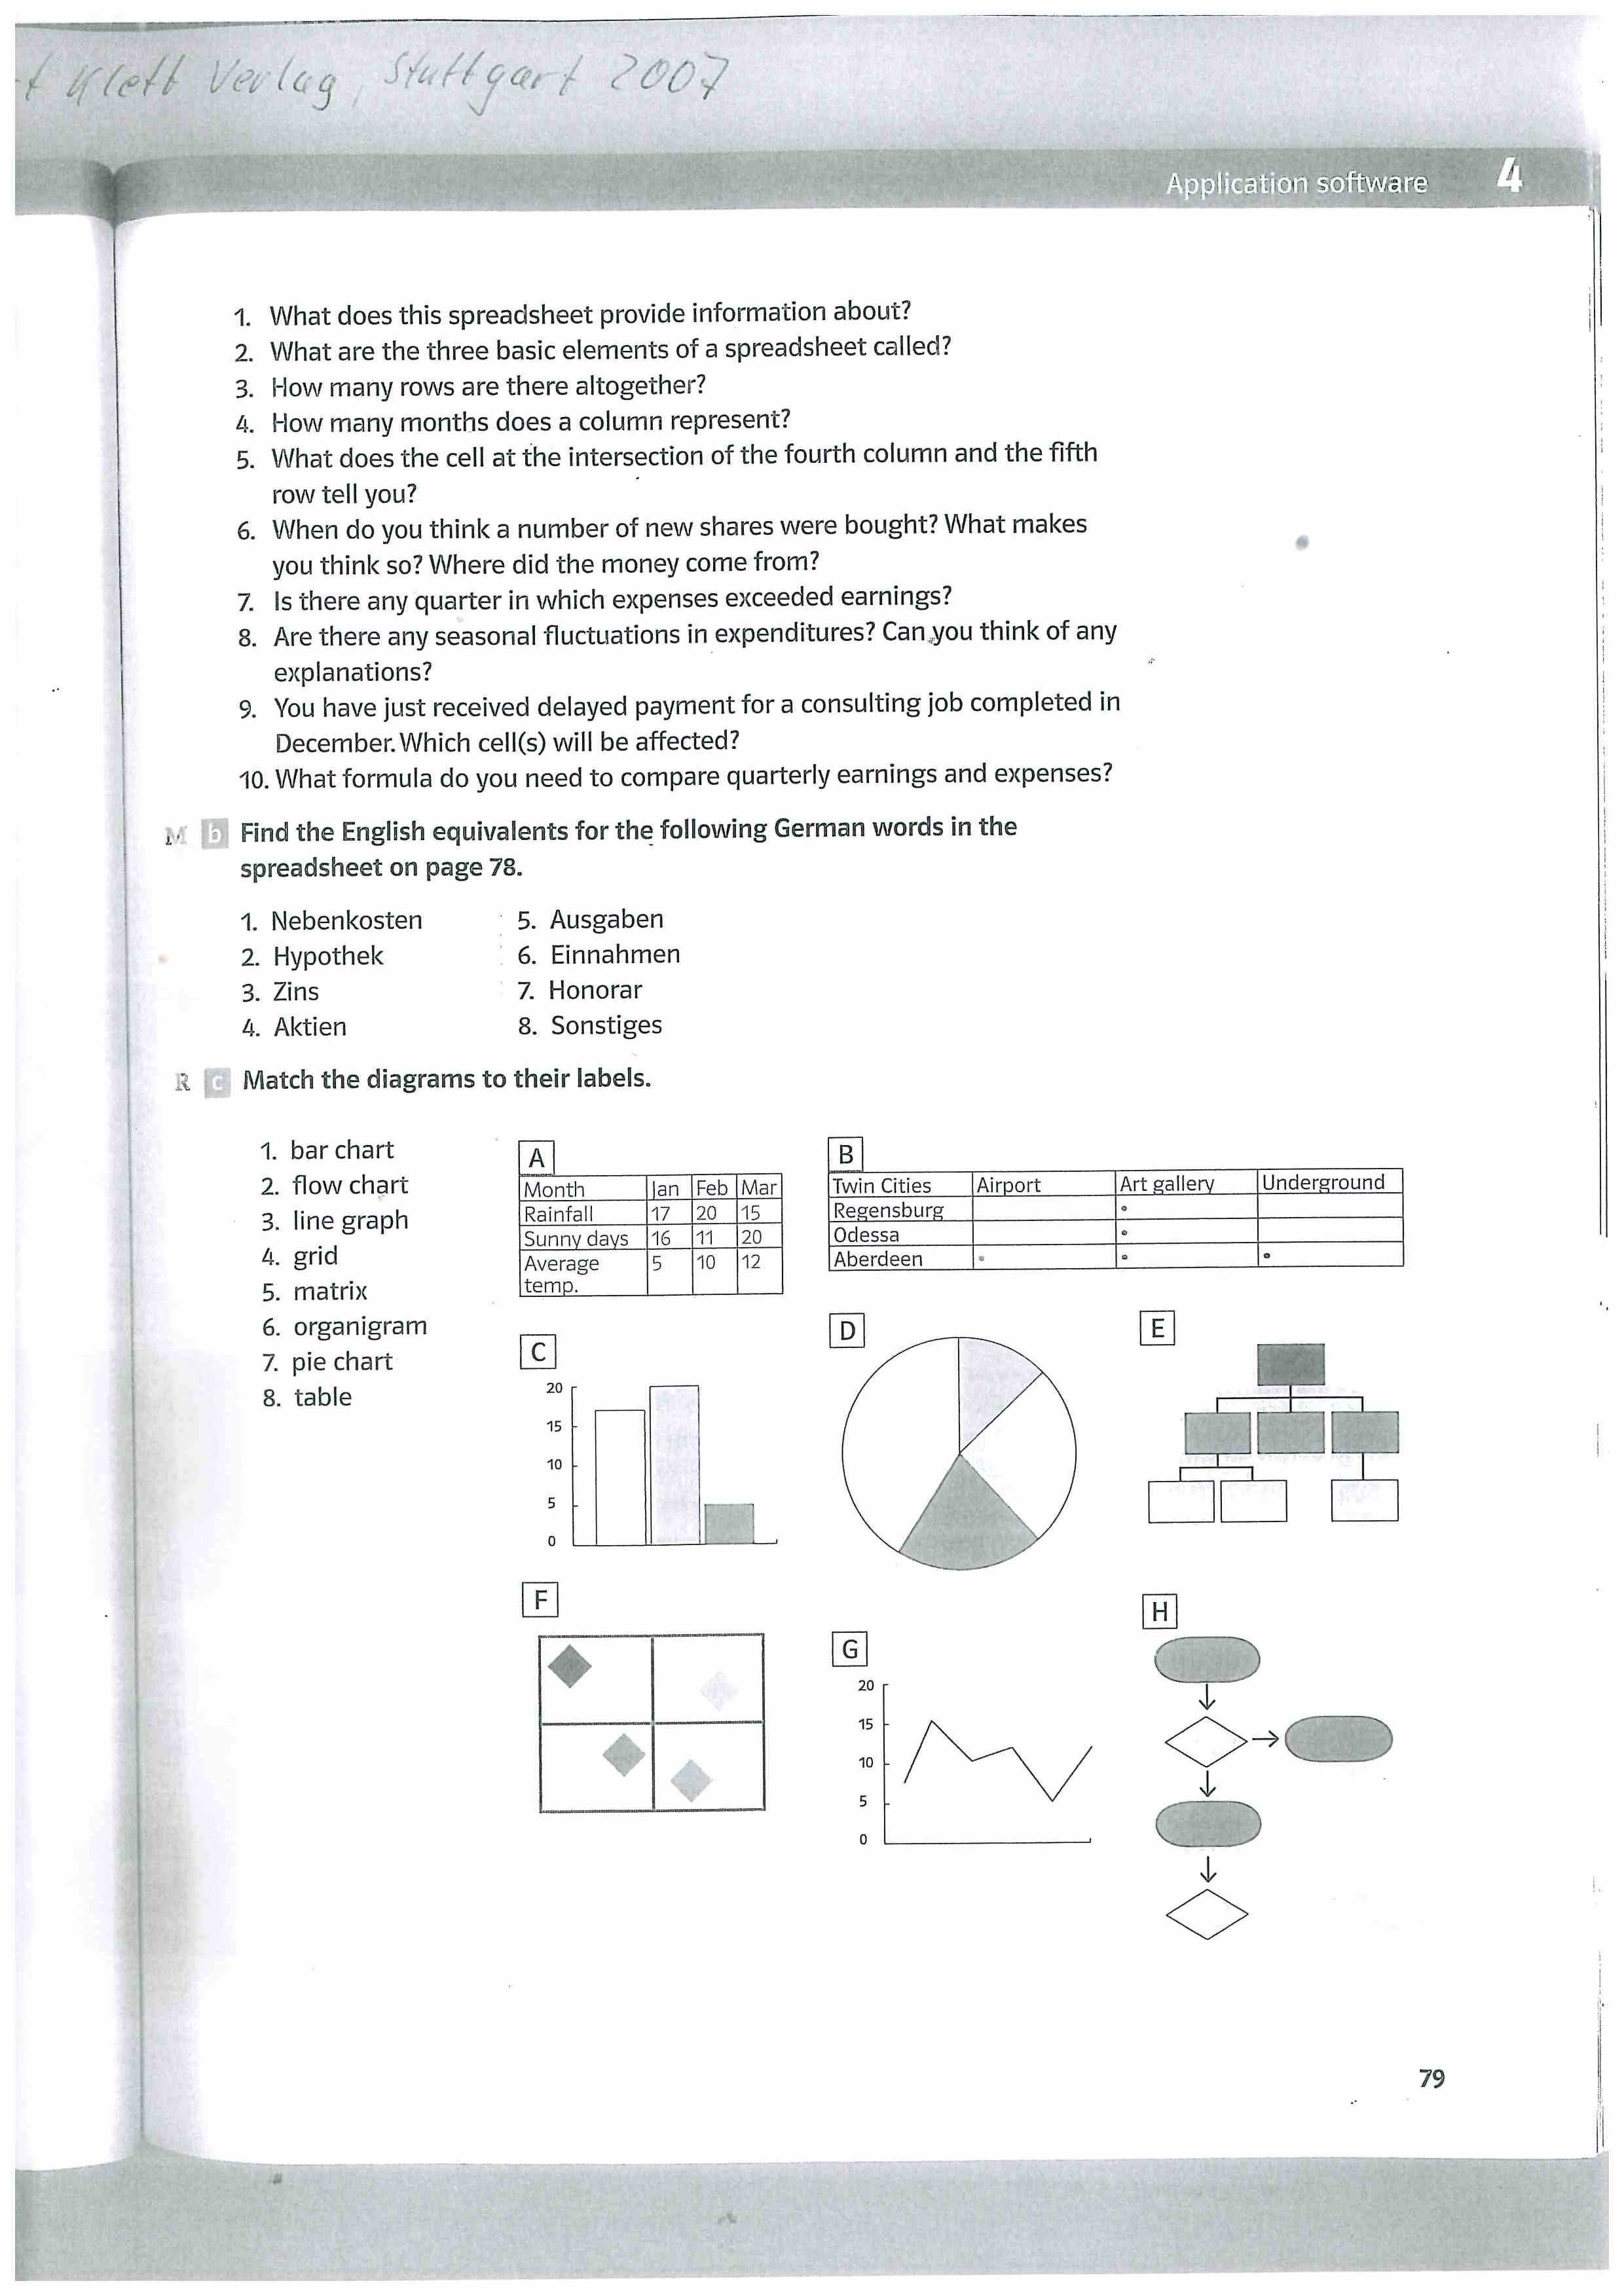 t Klett Verlag, Stuttgart 2007
Application software 4
1. What does this spreadsheet provide information about?
2. What are the three basic elements of a spreadsheet called?
3. How many rows are there altogether?
4. How many months does a column represent?
5. What does the cell at the intersection of the fourth column and the fifth
row tell you?
6. When do you think a number of new shares were bought? What makes
you think so? Where did the money come from?
7. Is there any quarter in which expenses exceeded earnings?
8. Are there any seasonal fluctuations in expenditures? Can you think of any
explanations?
9. You have just received delayed payment for a consulting job completed in
December. Which cell(s) will be affected?
10. What formula do you need to compare quarterly earnings and expenses?
M b Find the English equivalents for the following German words in the
spreadsheet on page 78.
1. Nebenkosten
2. Hypothek
3. Zins
4. Aktien
5. Ausgaben
6. Einnahmen
7. Honorar
8. Sonstiges
R c Match the diagrams to their labels.
1. bar chart
2. flow chart
3. line graph
4. grid
5. matrix
6. organigram
7. pie chart
8. table
A
Month Jan Feb Mar
Rainfall 17 20 15
Sunny days 16 11 20
Average 5 10 12
temp.
B
Twin Cities Airport Art gallery Underground
Regensburg
Odessa
Aberdeen
C
20
15
10
5
0
D
E
F
G
20
15
10
5
0
H
79